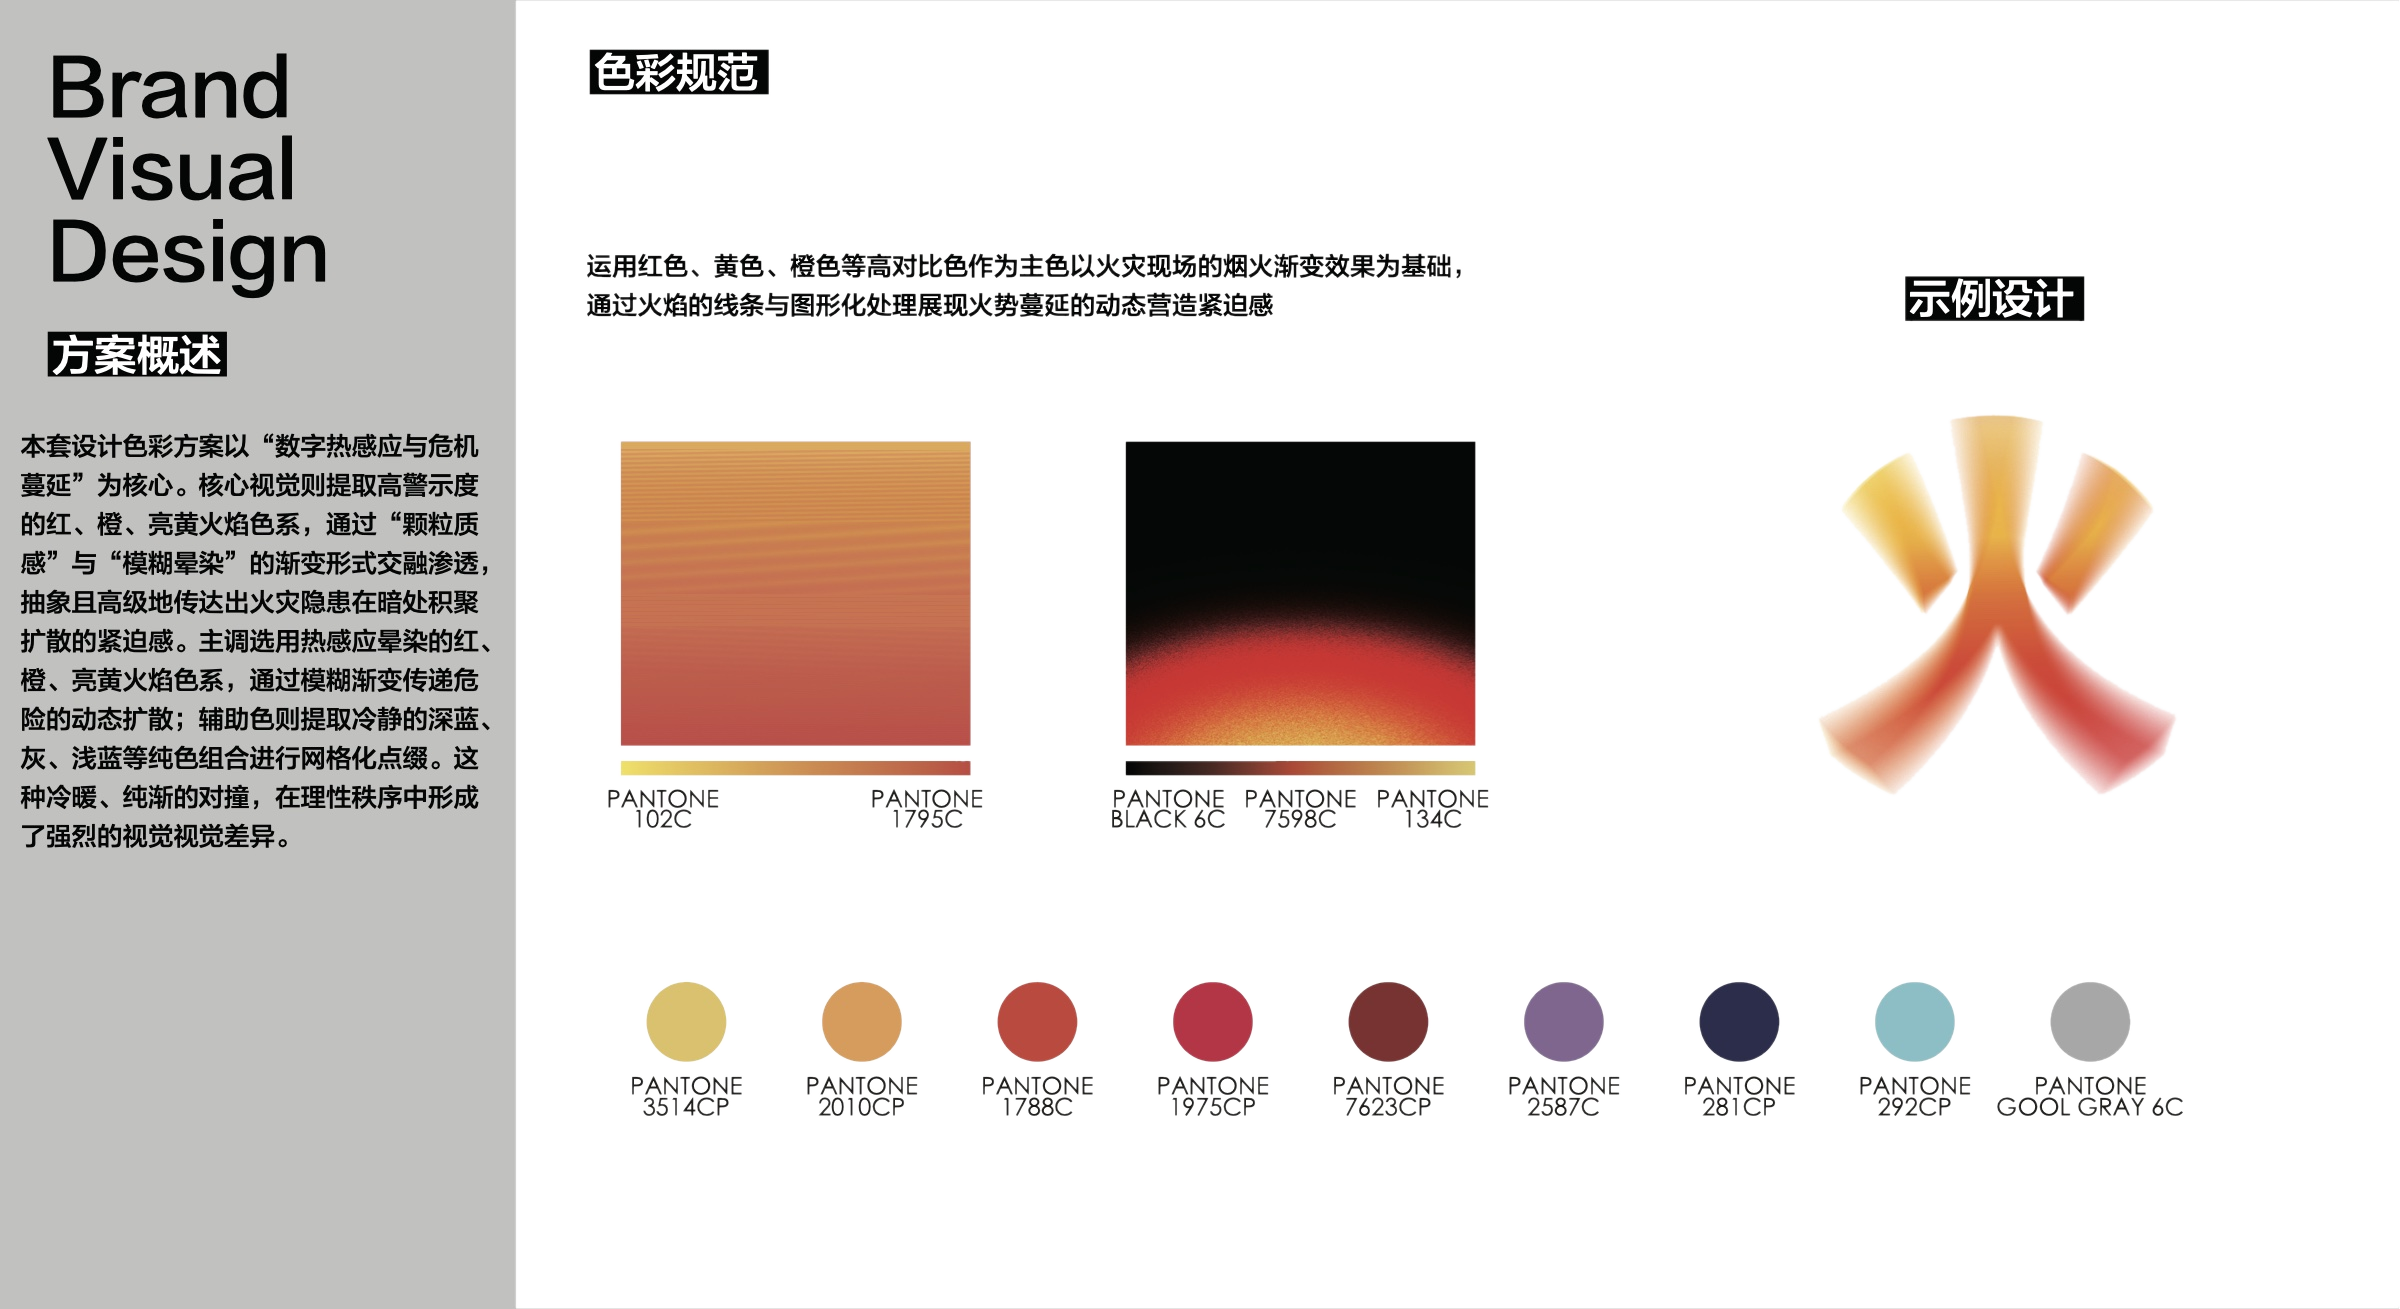 Brand
Visual
Design
方案概述
本套设计色彩方案以“数字热感应与危机
蔓延”为核心。核心视觉则提取高警示度
的红、橙、亮黄火焰色系，通过“颗粒质
感”与“模糊晕染”的渐变形式交融渗透，
抽象且高级地传达出火灾隐患在暗处积聚
扩散的紧迫感。主调选用热感应晕染的红、
橙、亮黄火焰色系，通过模糊渐变传递危
险的动态扩散；辅助色则提取冷静的深蓝、
灰、浅蓝等纯色组合进行网格化点缀。这
种冷暖、纯渐的对撞，在理性秩序中形成
了强烈的视觉视觉差异。
色彩规范
运用红色、黄色、橙色等高对比色作为主色以火灾现场的烟火渐变效果为基础，
通过火焰的线条与图形化处理展现火势蔓延的动态营造紧迫感
PANTONE
102C
PANTONE
1795C
PANTONE
BLACK 6C
PANTONE
7598C
PANTONE
134C
示例设计
火
PANTONE
3514CP
PANTONE
2010CP
PANTONE
1788C
PANTONE
1975CP
PANTONE
7623CP
PANTONE
2587C
PANTONE
281CP
PANTONE
292CP
PANTONE
GOOL GRAY 6C